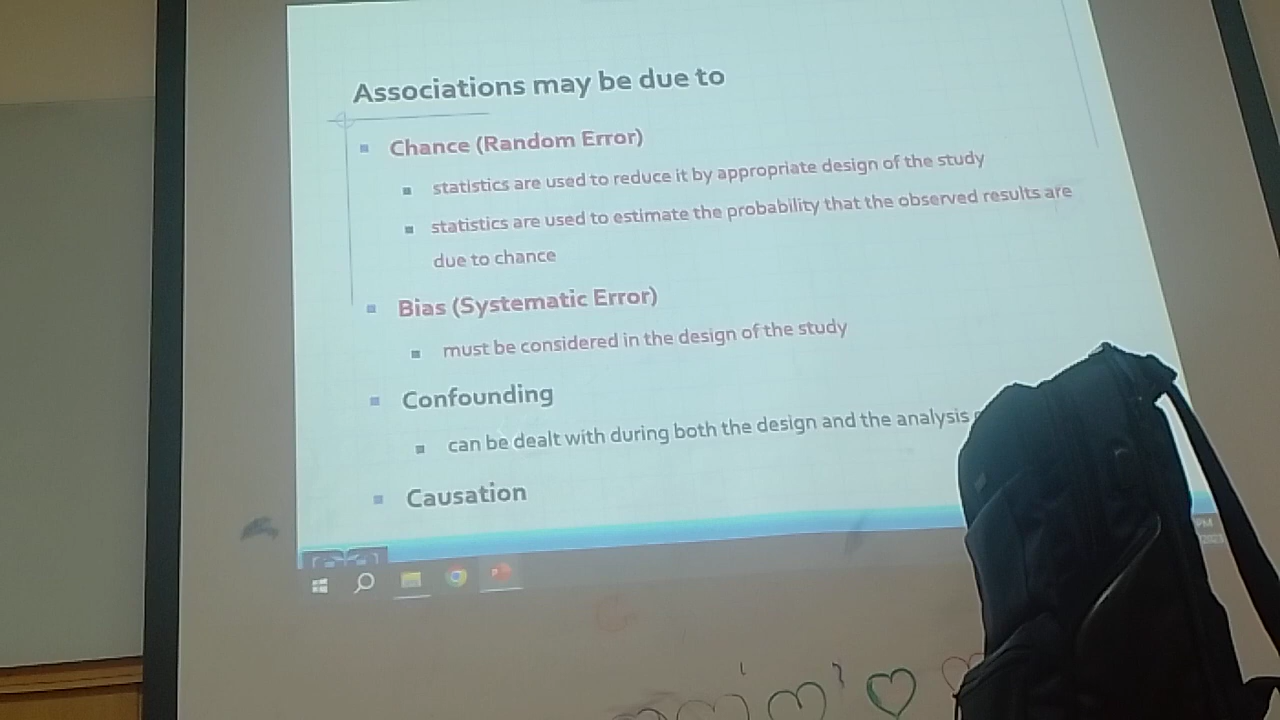 Associations may be due to
Chance (Random Error)
statistics are used to reduce it by appropriate design of the study
statistics are used to estimate the probability that the observed results are
due to chance
Bias (Systematic Error)
must be considered in the design of the study
Confounding
can be dealt with during both the design and the analysis
Causation
PM